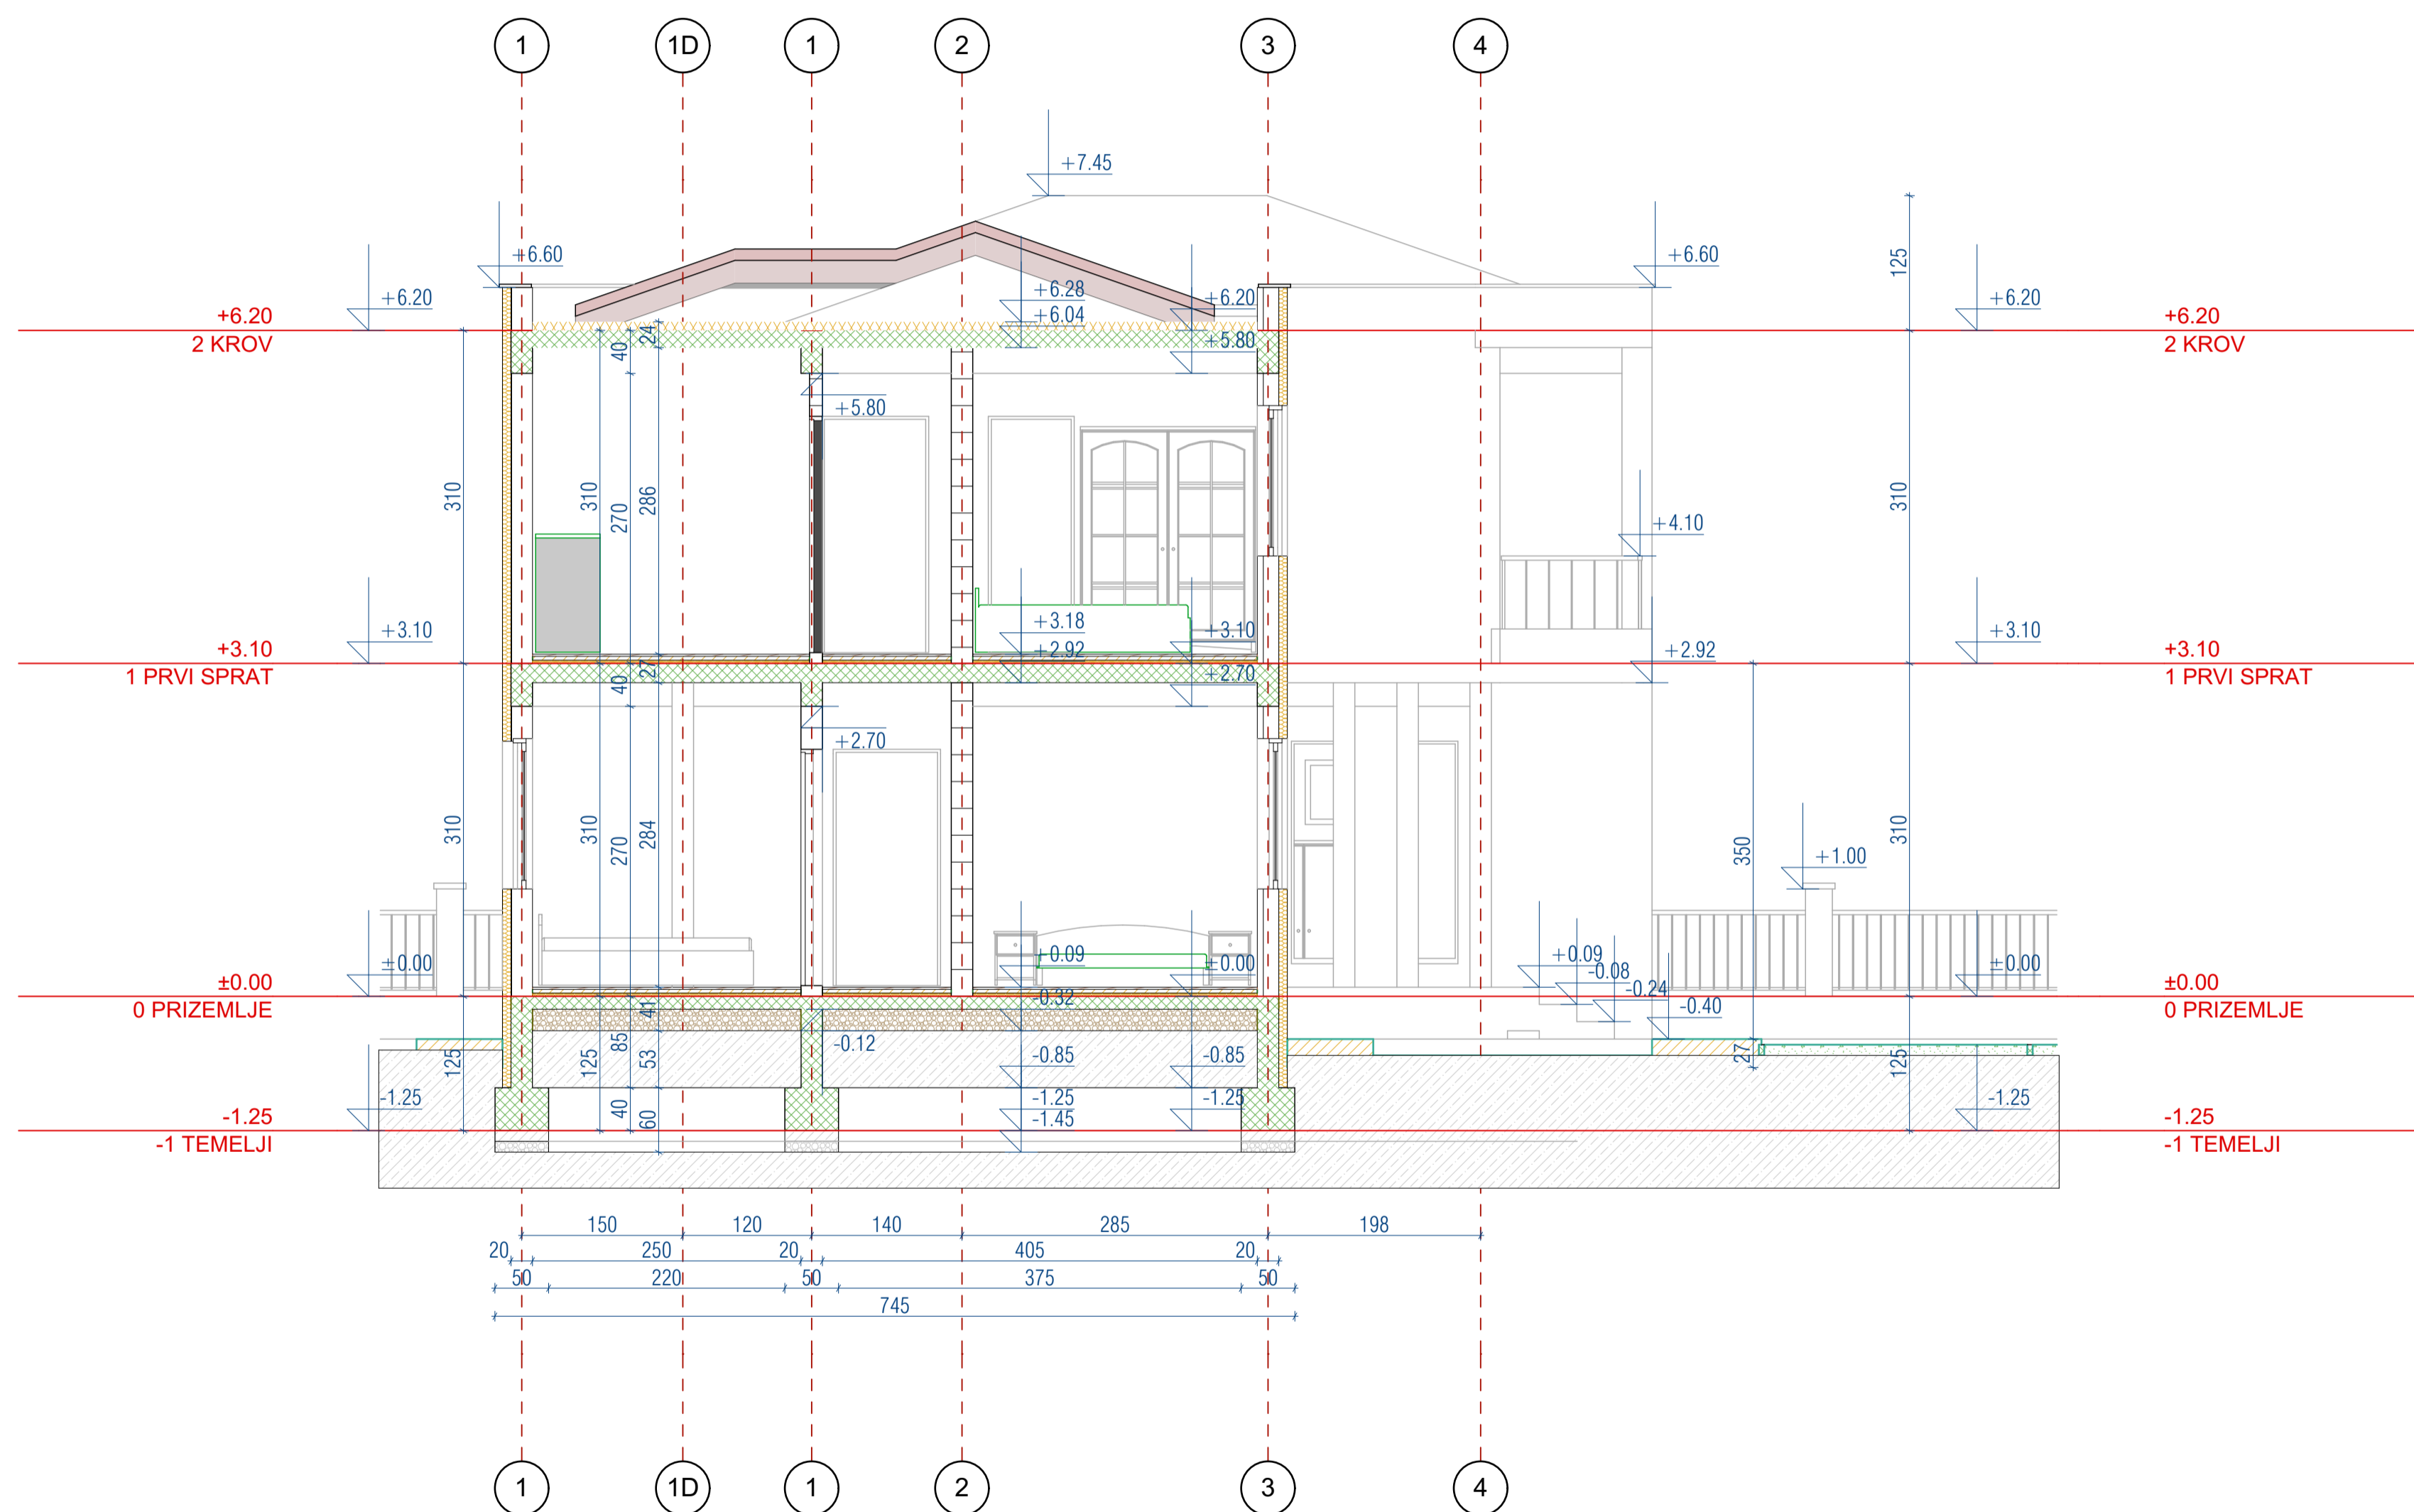 1 1D 1 2 3 4
+7.45
+6.60 +6.60
125
+6.28
+6.20 +6.20 +6.20
+6.20 +6.20
+6.04
2 KROV 2 KROV
24
40
+5.80
+5.80
310 310 270 286 310
+4.10
+3.18
+3.10 +3.10 +3.10
+3.10 +3.10
+2.92 +2.92
1 PRVI SPRAT 1 PRVI SPRAT
27
40
+2.70
+2.70
310 310 270 284 350 310
+1.00
+0.09 +0.09
±0.00 ±0.00 ±0.00
-0.08
±0.00 ±0.00
-0.24
-0.32
-0.40
0 PRIZEMLJE 0 PRIZEMLJE
41
-0.12
85
125 125 53 -0.85 -0.85 27 125
-1.25 -1.25 -1.25 -1.25
40 60
-1.25 -1.25
-1.45
-1 TEMELJI -1 TEMELJI
150 120 140 285 198
20 250 20 405 20
50 220 50 375 50
745
1 1D 1 2 3 4